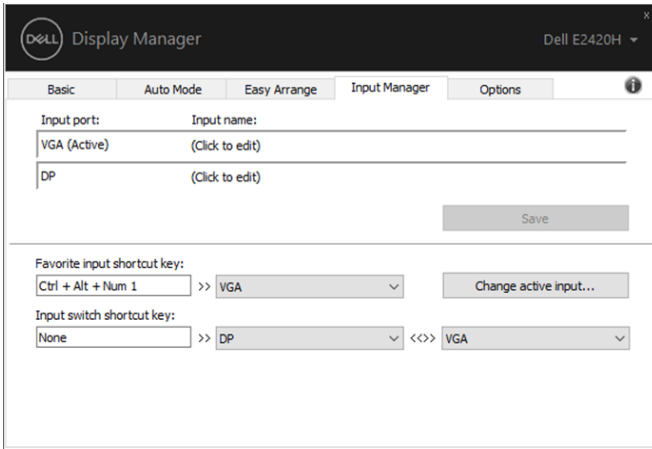 x
DELL Display Manager Dell E2420H
Basic Auto Mode Easy Arrange Input Manager Options i
Input port: Input name:
VGA (Active) (Click to edit)
DP (Click to edit)
Save
Favorite input shortcut key:
Ctrl + Alt + Num 1 >> VGA Change active input...
Input switch shortcut key:
None >> DP <<>> VGA